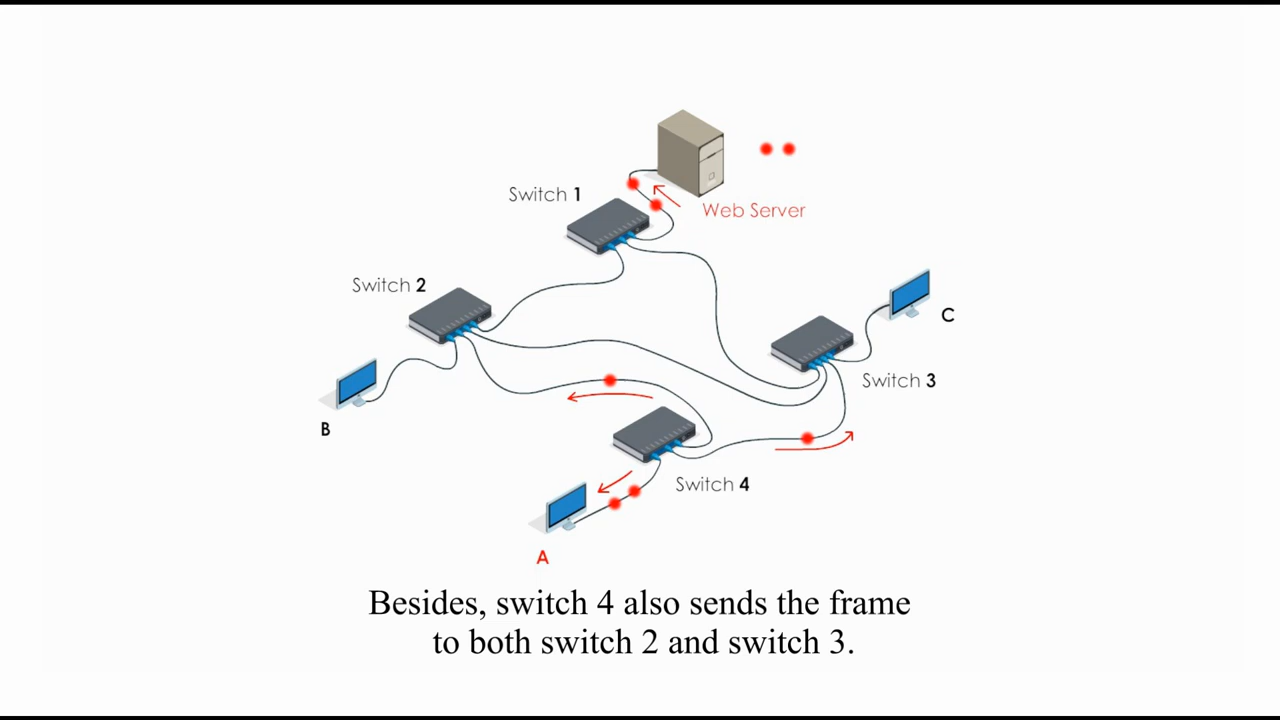 Switch 1
Web Server
Switch 2
C
Switch 3
B
Switch 4
A
Besides, switch 4 also sends the frame
to both switch 2 and switch 3.